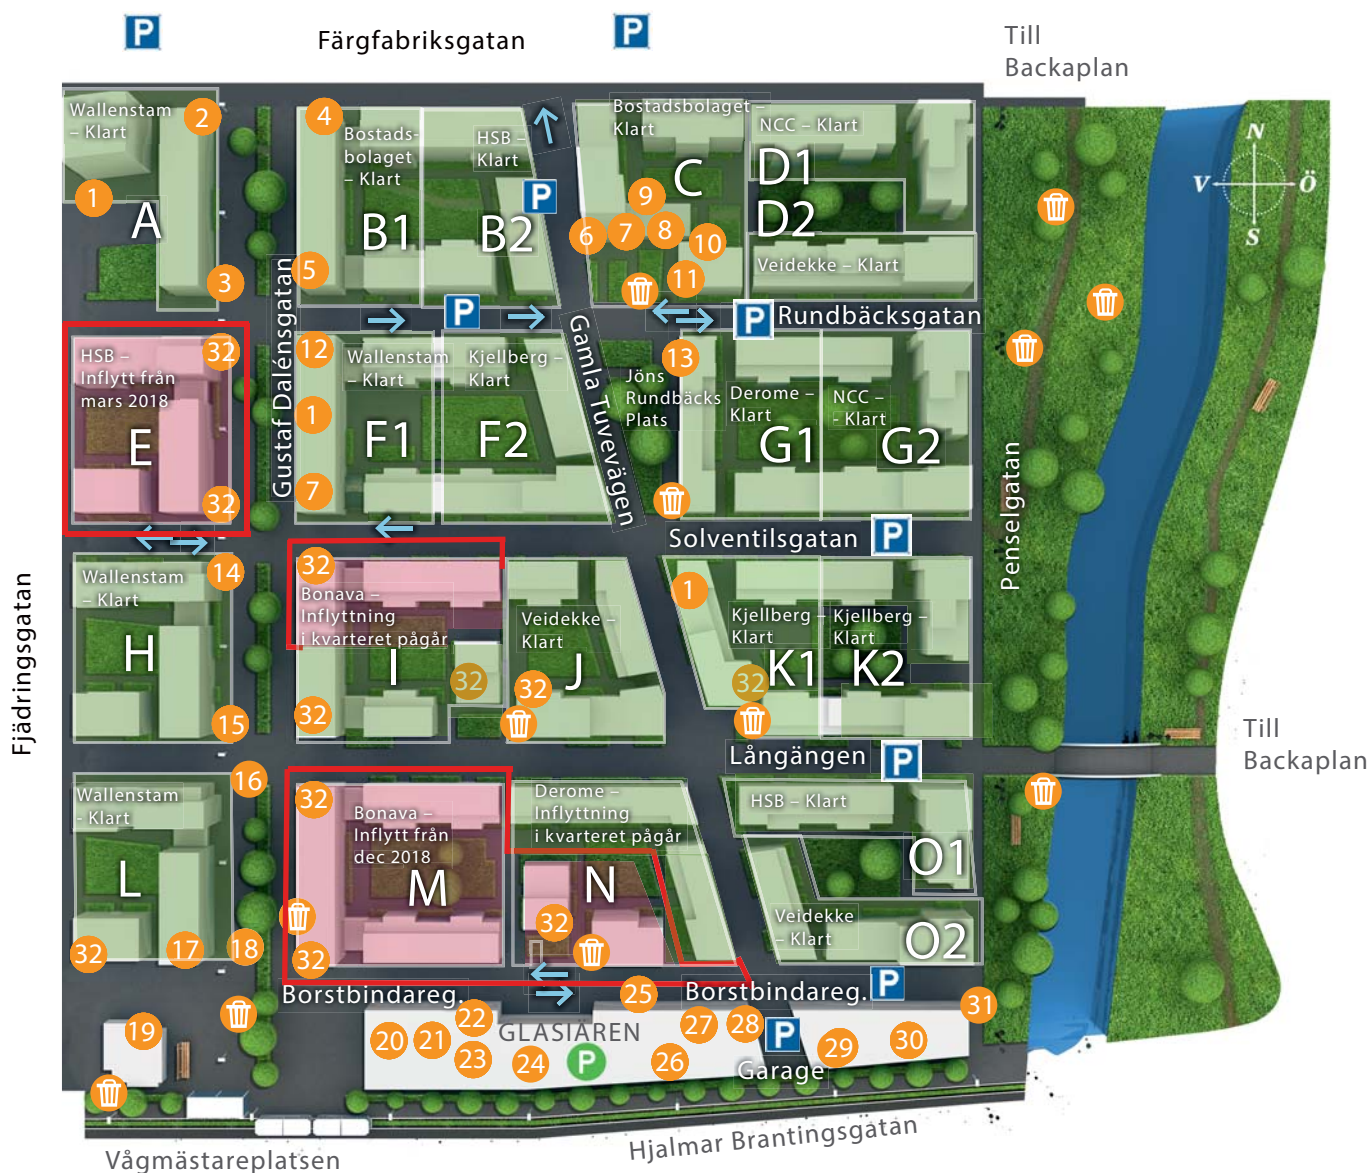 P
P
Färgfabriksgatan
Till
Backaplan
Wallenstam
– Klart
2
1
A
3
4
Bostads-
bolaget
– Klart
B1
5
HSB –
Klart
P
B2
Bostadsbolaget –
Klart
C
9
6
7
8
10
11
NCC – Klart
D1
D2
Veidekke – Klart
N
V
Ö
S
Gustaf Dalénsgatan
P
Gamla Tuvevägen
P
Rundbäcksgatan
HSB –
Inflytt från
mars 2018
32
E
32
12
Wallenstam
– Klart
1
F1
7
Kjellberg –
Klart
F2
Jöns
Rundbäcks
Plats
13
Derome –
Klart
G1
NCC –
- Klart
G2
Penselgatan
Solventilsgatan
P
Fjädringsgatan
Wallenstam
– Klart
14
H
15
32
Bonava –
Inflyttning
i kvarteret pågår
I
32
32
Veidekke –
Klart
J
32
1
Kjellberg –
Klart
K1
32
Kjellberg –
Klart
K2
Långängen
P
Till
Backaplan
16
Wallenstam
- Klart
L
32
17
18
32
Bonava –
Inflytt från
dec 2018
M
32
Derome –
Inflyttning
i kvarteret pågår
N
32
HSB – Klart
O1
Veidekke
– Klart
O2
Borstbindareg.
Borstbindareg.
P
19
20
21
22
23
GLASIÄREN
24
P
25
26
27
28
P
Garage
29
30
31
Hjalmar Brantingsgatan
Vågmästareplatsen